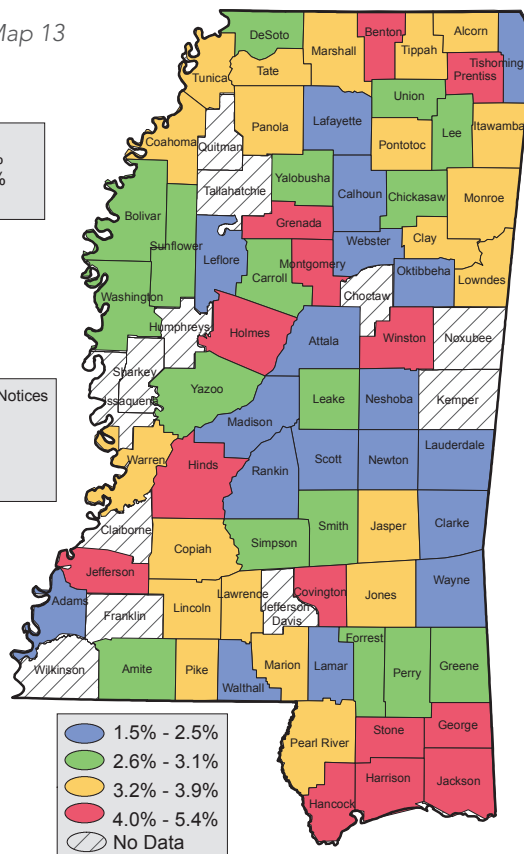 Map 13
%
%
Notices
DeSoto
Marshall
Benton
Tippah
Alcorn
Tishoming
Prentiss
Tunica
Tate
Union
Lee
Itawamba
Coahoma
Quitman
Panola
Lafayette
Pontotoc
Tallahatchie
Yalobusha
Calhoun
Chickasaw
Monroe
Bolivar
Sunflower
Leflore
Grenada
Webster
Clay
Carroll
Montgomery
Oktibbeha
Lowndes
Washington
Choctaw
Humphreys
Holmes
Attala
Winston
Noxubee
Sharkey
Issaquena
Yazoo
Madison
Leake
Neshoba
Kemper
Warren
Hinds
Rankin
Scott
Newton
Lauderdale
Claiborne
Copiah
Simpson
Smith
Jasper
Clarke
Jefferson
Adams
Franklin
Lincoln
Lawrence
Jefferson
Davis
Covington
Jones
Wayne
Wilkinson
Amite
Pike
Walthall
Marion
Lamar
Forrest
Perry
Greene
Pearl River
Stone
George
Hancock
Harrison
Jackson
1.5% - 2.5%
2.6% - 3.1%
3.2% - 3.9%
4.0% - 5.4%
No Data